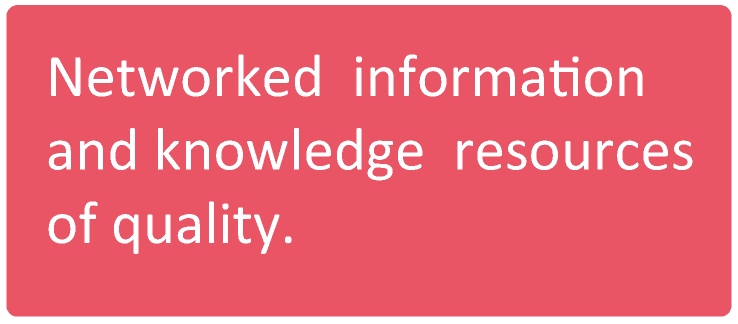 Networked information
and knowledge resources
of quality.